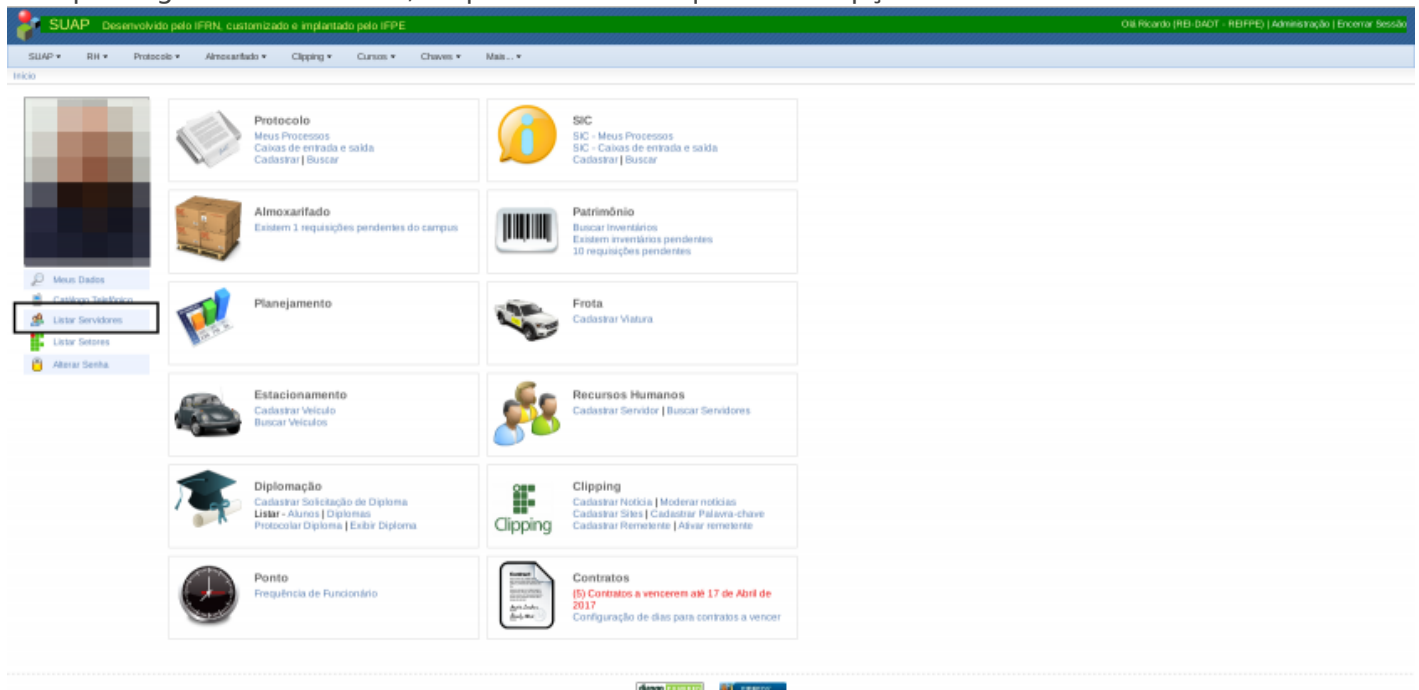 SUAP Desenvolvido pelo IFRN, customizado e implantado pelo IFPE
Olá Ricardo (REI-DADT - REIFPE) | Administração | Encerrar Sessão
SUAP RH Protocolo Almoxarifado Clipping Cursos Chaves Mais...
Início
Protocolo
Meus Processos
Caixas de entrada e saída
Cadastrar | Buscar
SIC
SIC - Meus Processos
SIC - Caixas de entrada e saída
Cadastrar | Buscar
Almoxarifado
Existem 1 requisições pendentes do campus
Patrimônio
Buscar Inventários
Existem inventários pendentes
10 requisições pendentes
Meus Dados
Catálogo Telefônico
Listar Servidores
Listar Setores
Alterar Senha
Planejamento
Frota
Cadastrar Viatura
Estacionamento
Cadastrar Veículo
Buscar Veículos
Recursos Humanos
Cadastrar Servidor | Buscar Servidores
Diplomação
Cadastrar Solicitação de Diploma
Listar - Alunos | Diplomas
Protocolar Diploma | Exibir Diploma
Clipping
Clipping
Cadastrar Notícia | Moderar notícias
Cadastrar Sites | Cadastrar Palavra-chave
Cadastrar Remetente | Ativar remetente
Ponto
Frequência de Funcionário
Contratos
(5) Contratos a vencerem até 17 de Abril de
2017
Configuração de dias para contratos a vencer